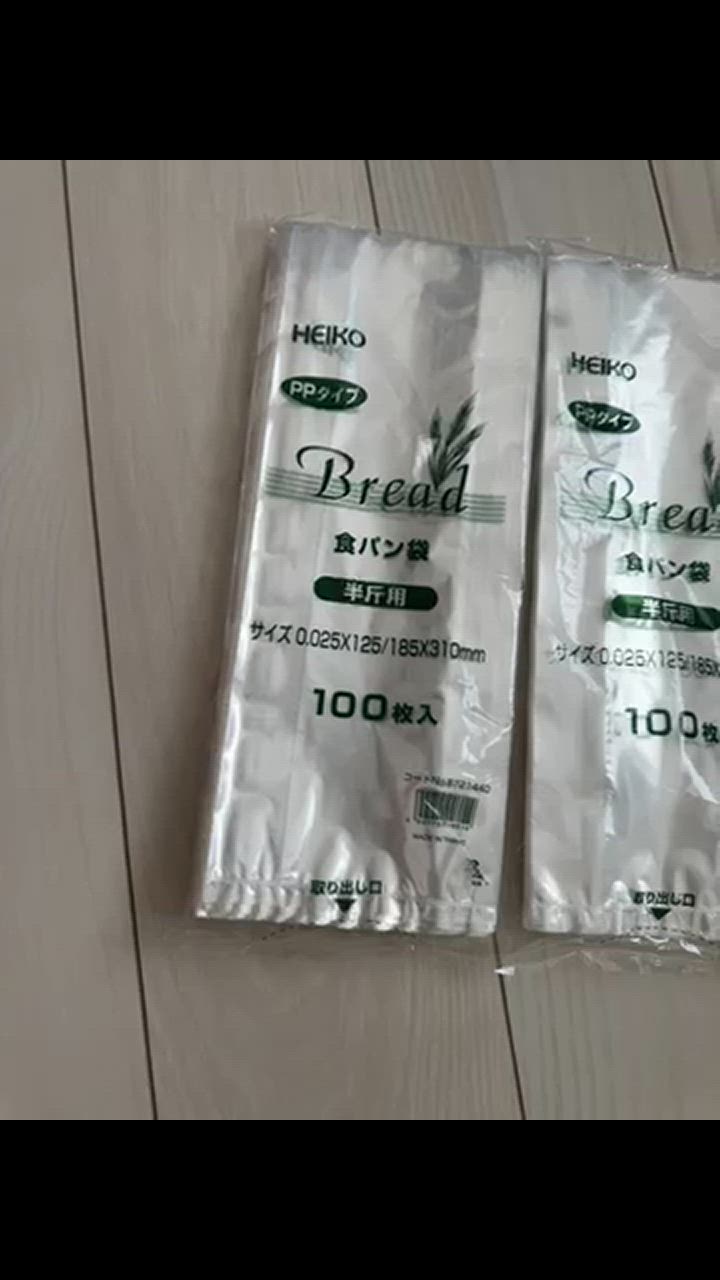 HEIKO
PPタイプ
Bread
食パン袋
半斤用
サイズ 0.025X125/185X310mm
100枚入
取り出し口
HEIKO
PPタイプ
Brea
食パン袋
半斤用
サイズ 0.025X125/185X
100枚
取り出し口